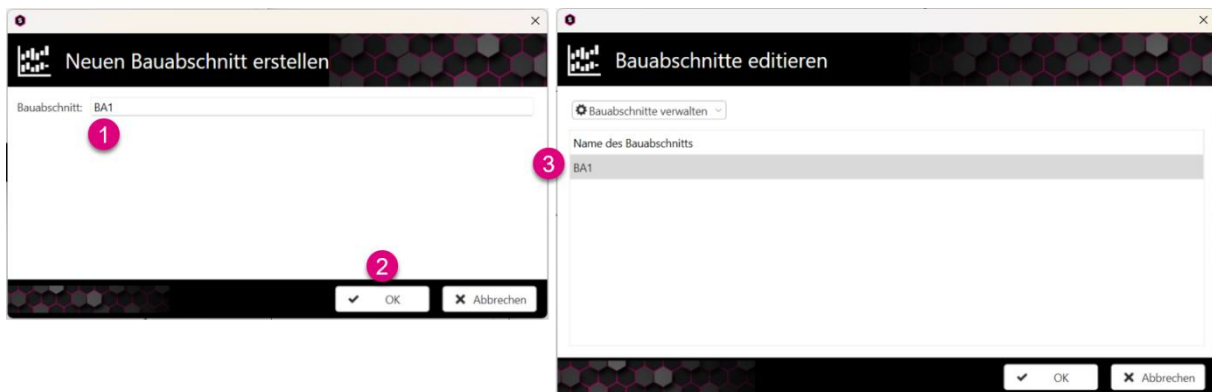 Neuen Bauabschnitt erstellen
Bauabschnitt: BA1
1
2
OK Abbrechen
Bauabschnitte editieren
Bauabschnitte verwalten
Name des Bauabschnitts
3
BA1
OK Abbrechen